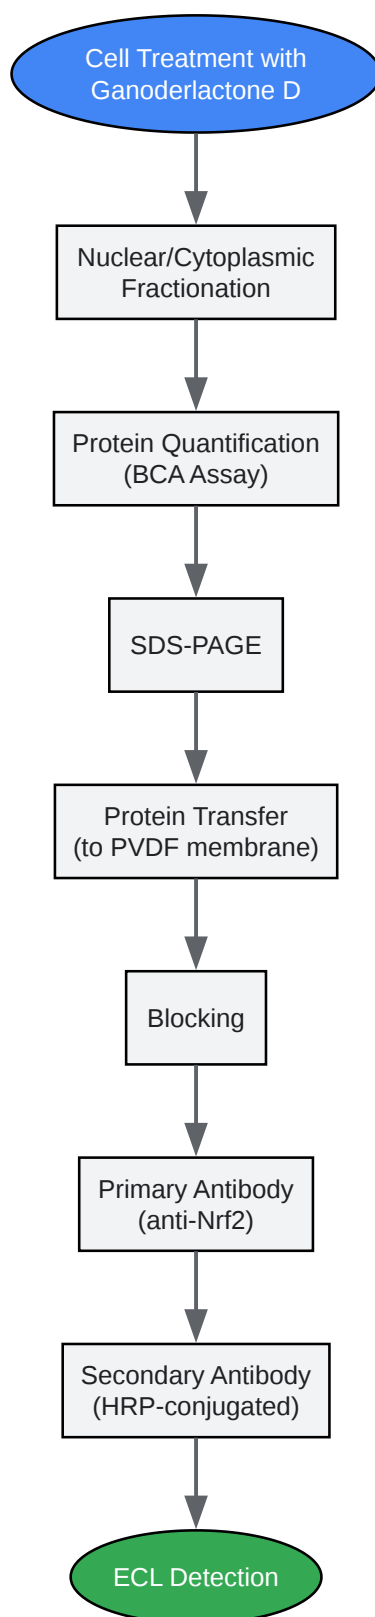 Cell Treatment with
Ganoderlactone D
Nuclear/Cytoplasmic
Fractionation
Protein Quantification
(BCA Assay)
SDS-PAGE
Protein Transfer
(to PVDF membrane)
Blocking
Primary Antibody
(anti-Nrf2)
Secondary Antibody
(HRP-conjugated)
ECL Detection